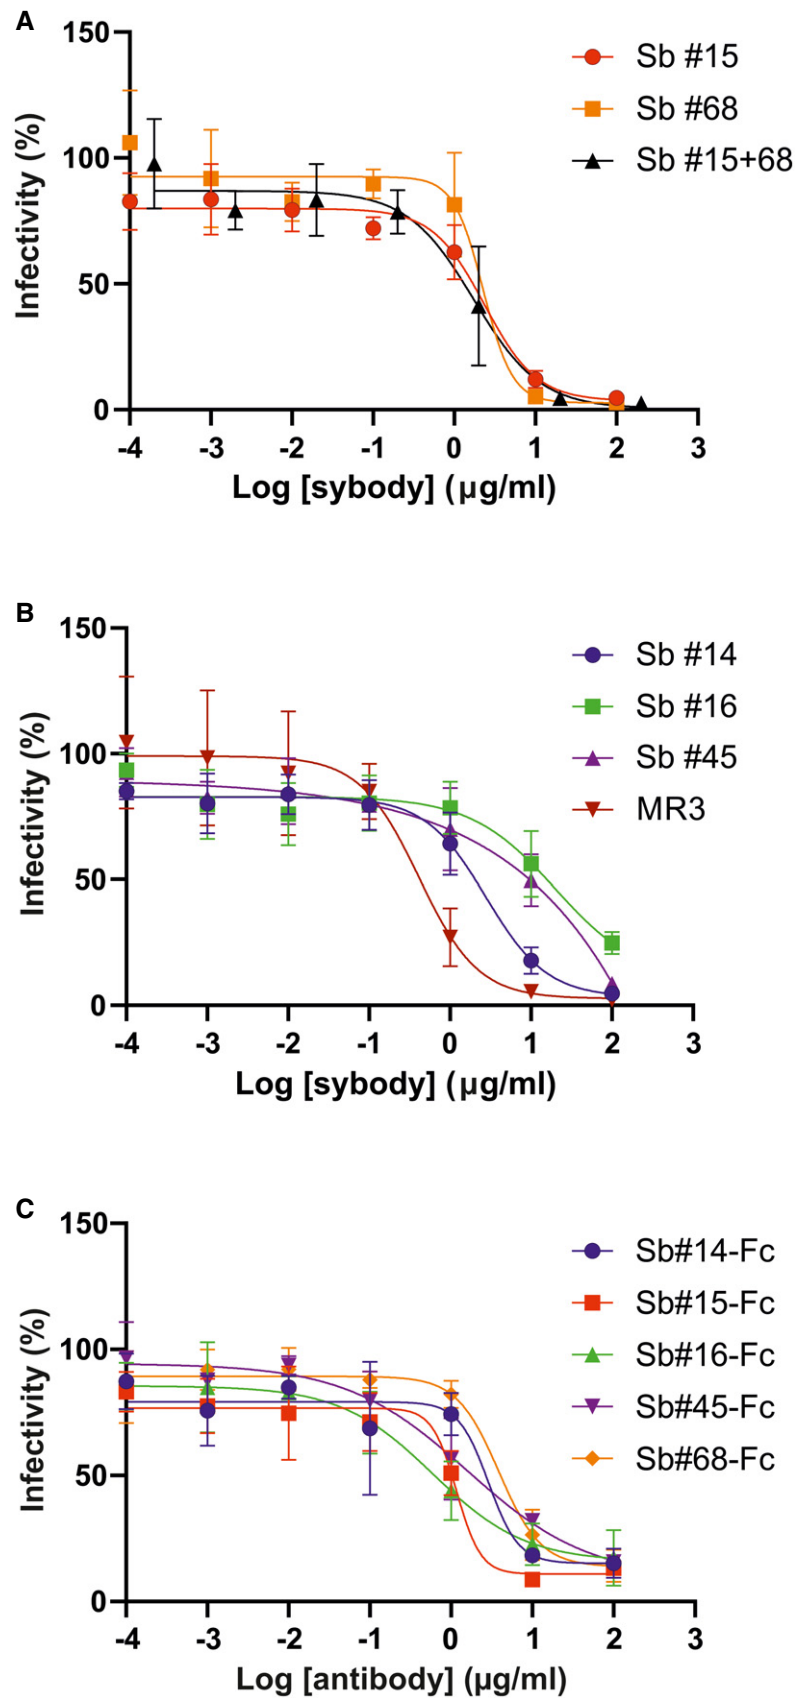 A
150
100
50
0
Infectivity (%)
-4 -3 -2 -1 0 1 2 3
Log [sybody] (µg/ml)
Sb #15
Sb #68
Sb #15+68
B
150
100
50
0
Infectivity (%)
-4 -3 -2 -1 0 1 2 3
Log [sybody] (µg/ml)
Sb #14
Sb #16
Sb #45
MR3
C
150
100
50
0
Infectivity (%)
-4 -3 -2 -1 0 1 2 3
Log [antibody] (µg/ml)
Sb#14-Fc
Sb#15-Fc
Sb#16-Fc
Sb#45-Fc
Sb#68-Fc